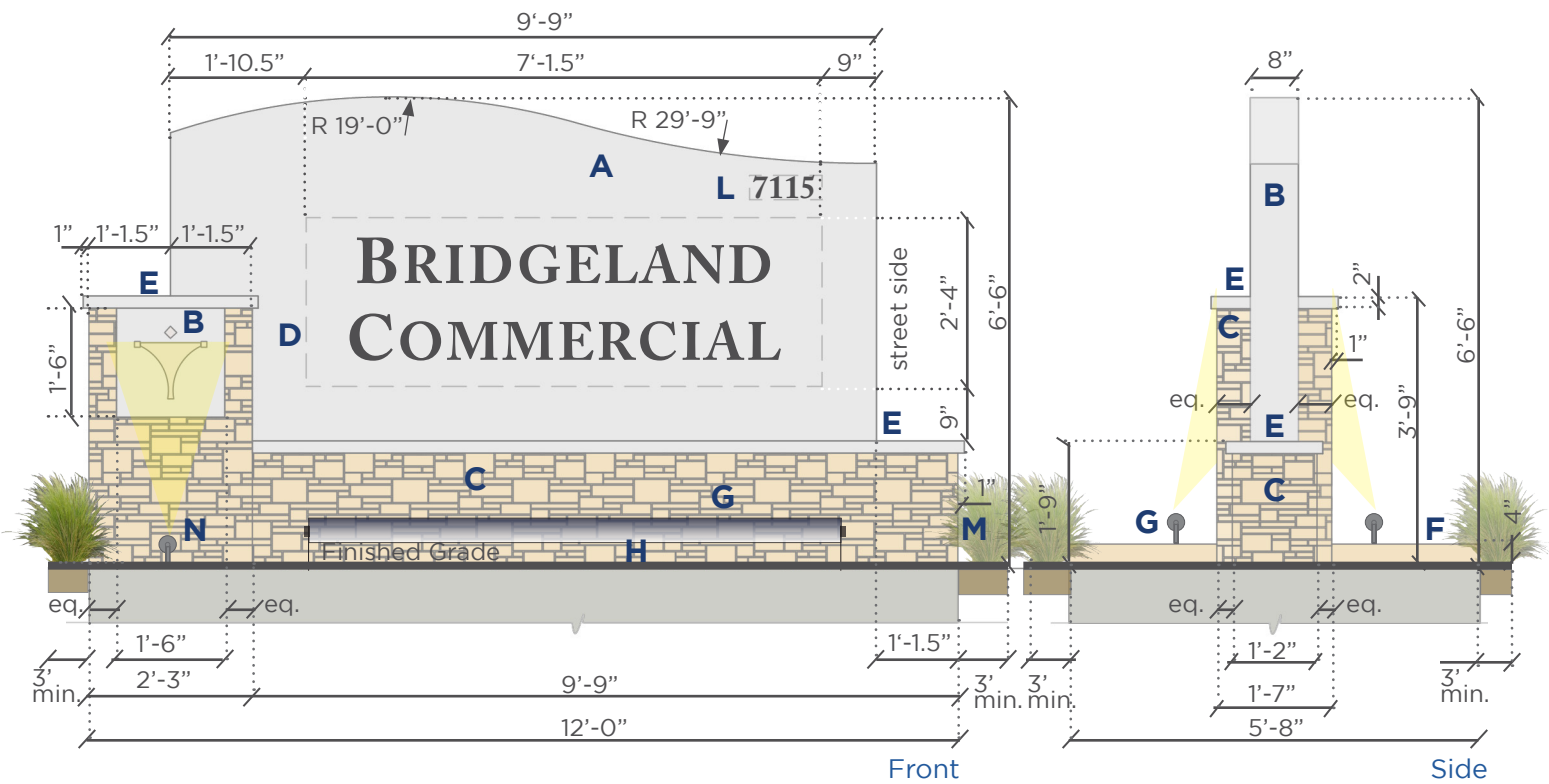 9'-9”
1'-10.5”
7‘-1.5”
9”
8”
R 19'-0”
R 29'-9”
A
L
7115
B
1”
1'-1.5”
1'-1.5”
BRIDGELAND
COMMERCIAL
street side
2'-4”
6'-6”
6'-6”
E
B
D
1'-6”
E
2”
C
1”
eq.
eq.
3'-9”
9”
E
E
C
G
C
1”
1'-9”
N
M
G
F
4”
Finished Grade
H
eq.
eq.
eq.
eq.
1'-6”
1‘-1.5”
1'-2”
3'
min.
2'-3”
9'-9”
3'
min.
3'
min.
1'-7”
3'
min.
12'-0”
5'-8”
Front
Side